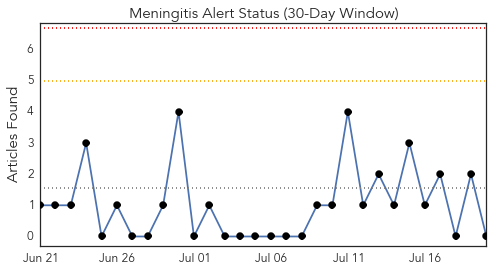 Meningitis Alert Status (30-Day Window)
Articles Found
6
5
4
3
2
1
0
Jun 21 Jun 26 Jul 01 Jul 06 Jul 11 Jul 16